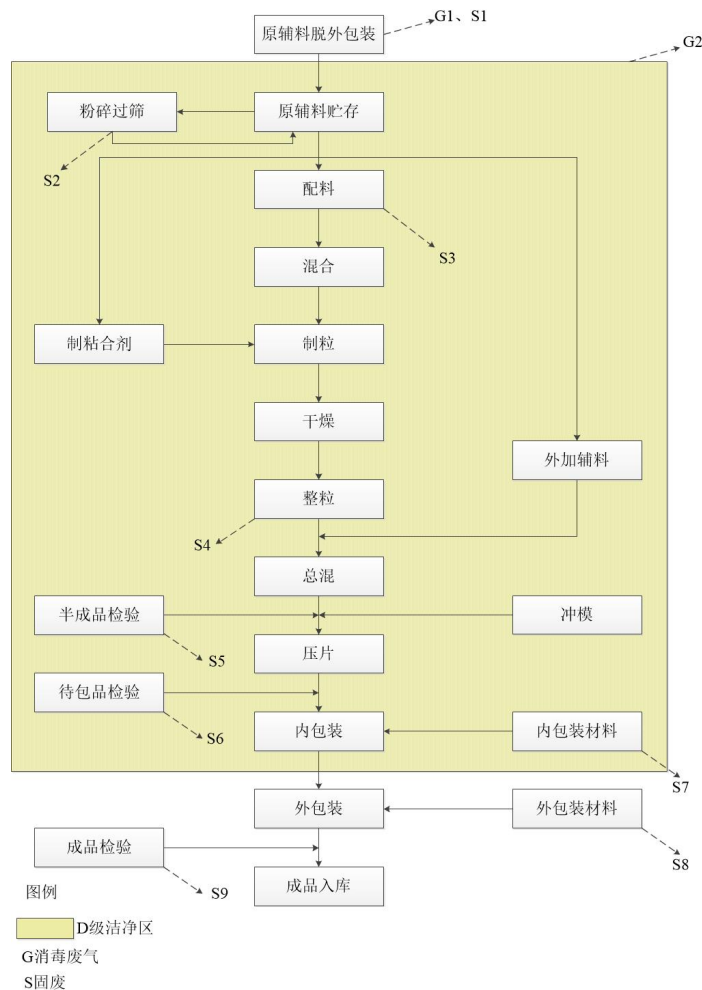 原辅料脱外包装
G1、S1
G2
粉碎过筛
原辅料贮存
S2
配料
S3
混合
制粘合剂
制粒
干燥
外加辅料
整粒
S4
总混
半成品检验
冲模
S5
压片
待包品检验
S6
内包装
内包装材料
S7
外包装
外包装材料
S8
成品检验
S9
成品入库
图例
D级洁净区
G消毒废气
S固废